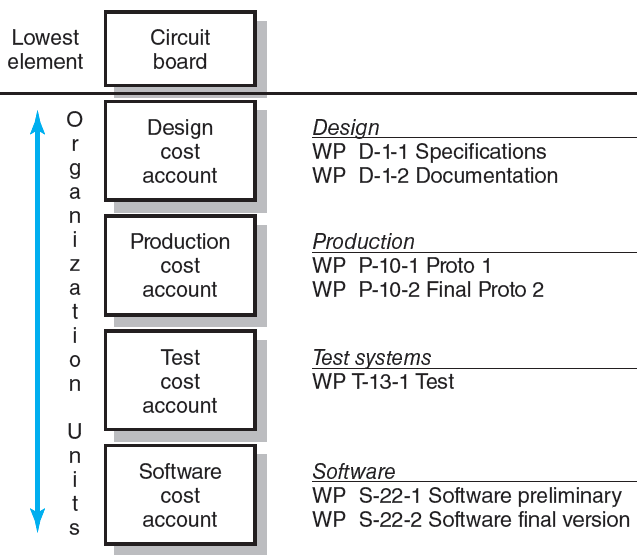 Lowest
element
Circuit
board
Organization Units
Design
cost
account
Design
WP D-1-1 Specifications
WP D-1-2 Documentation
Production
cost
account
Production
WP P-10-1 Proto 1
WP P-10-2 Final Proto 2
Test
cost
account
Test systems
WP T-13-1 Test
Software
cost
account
Software
WP S-22-1 Software preliminary
WP S-22-2 Software final version